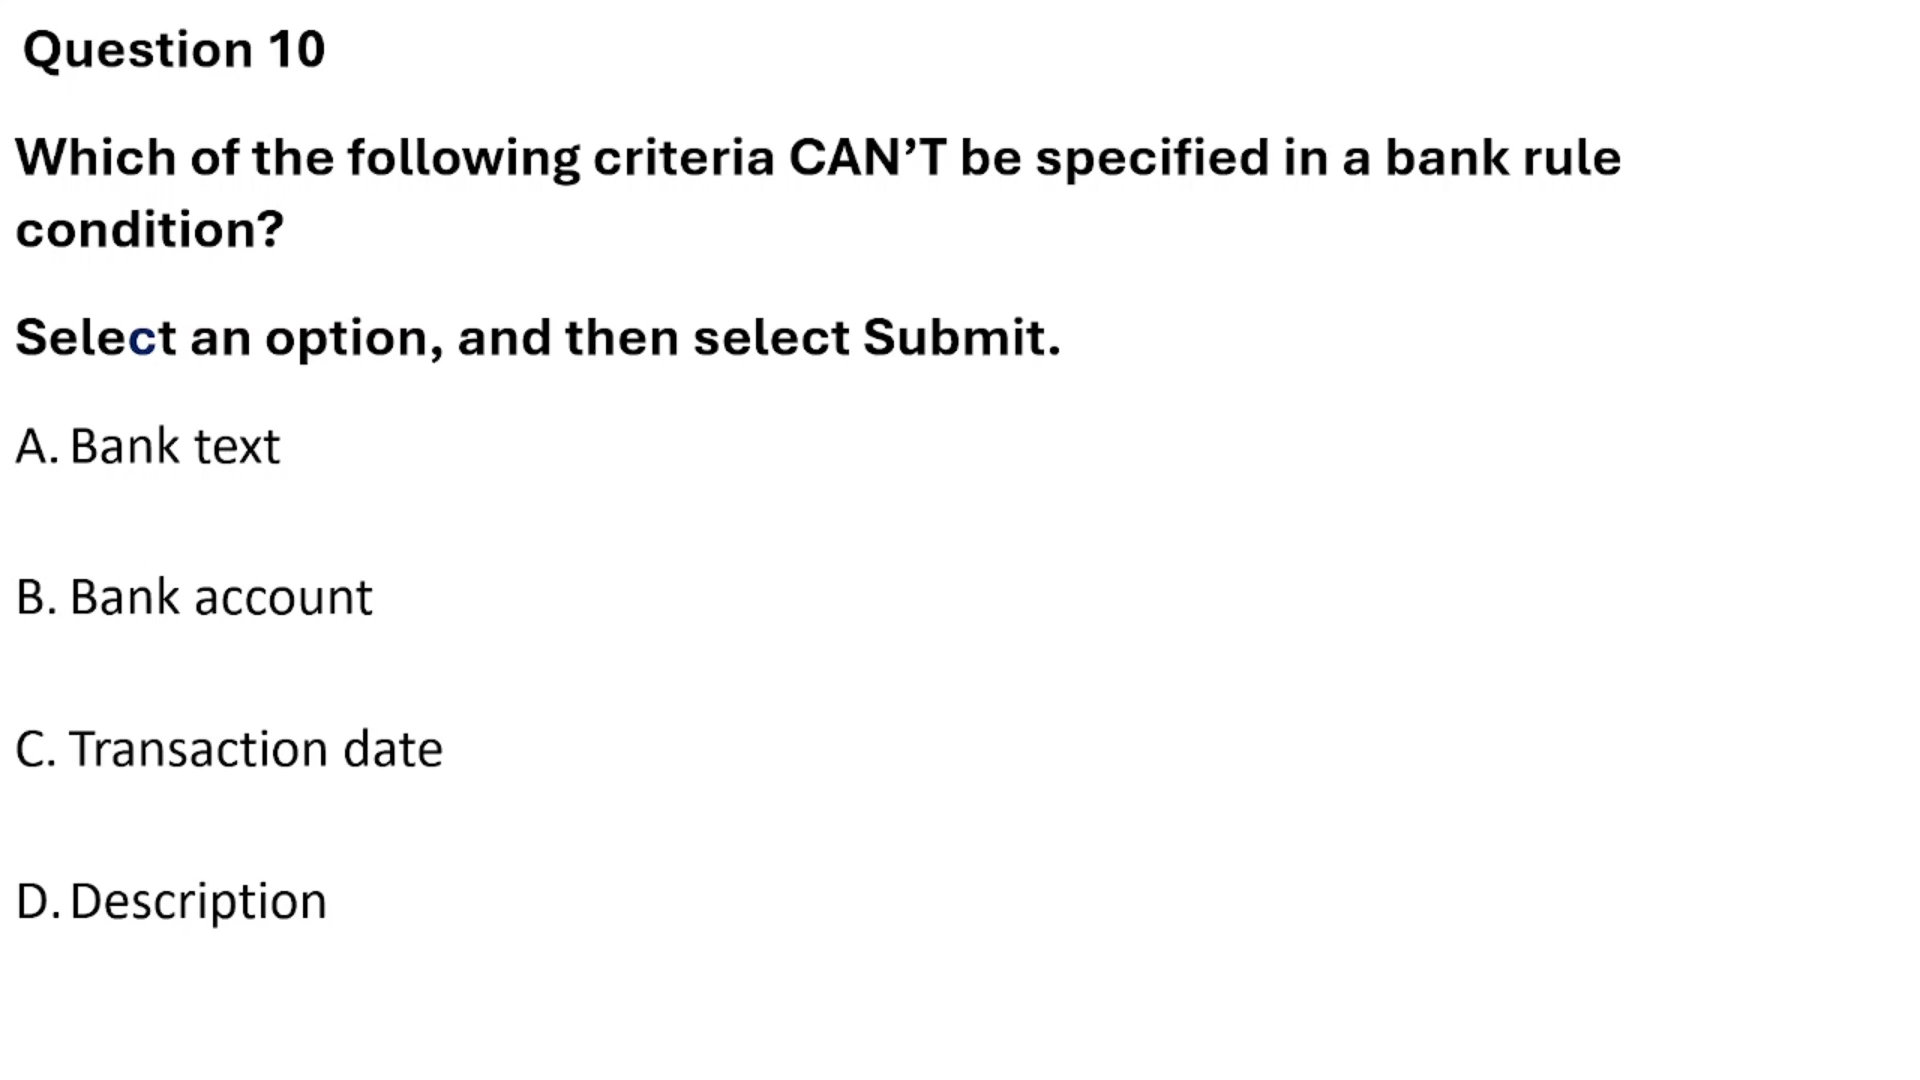 Question 10
Which of the following criteria CAN’T be specified in a bank rule
condition?
Select an option, and then select Submit.
A. Bank text
B. Bank account
C. Transaction date
D. Description